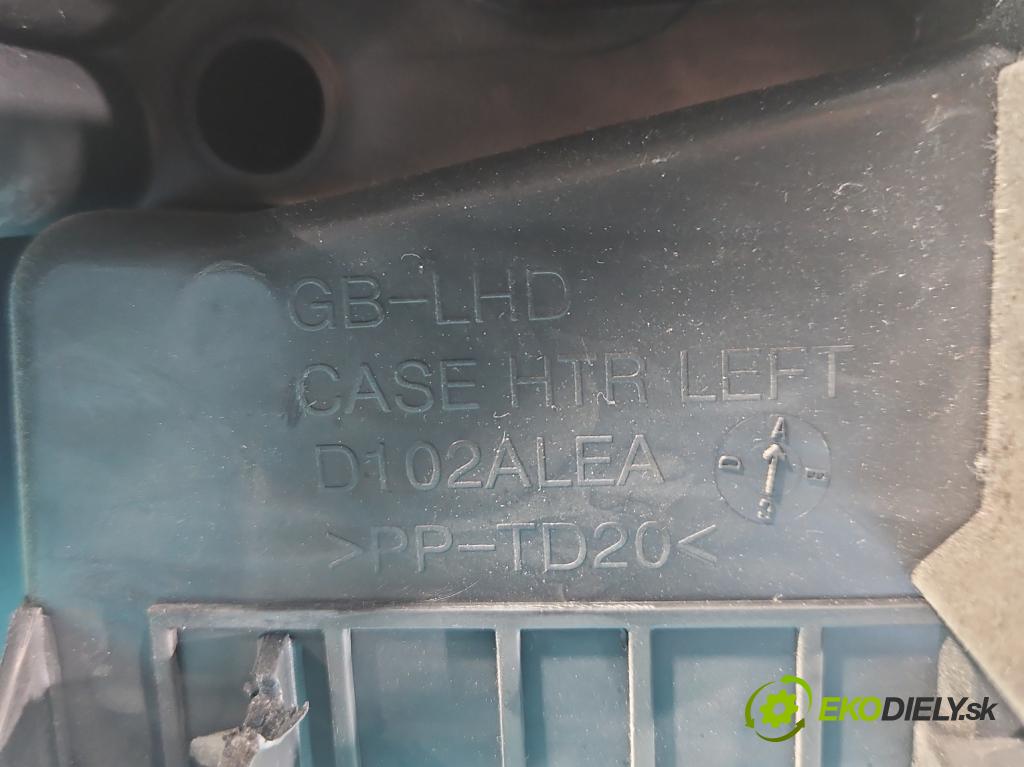 GB-LHD
CASE HTR LEFT
D102ALEA
A
D B
C
>PP-TD20<
EKODIELY.sk